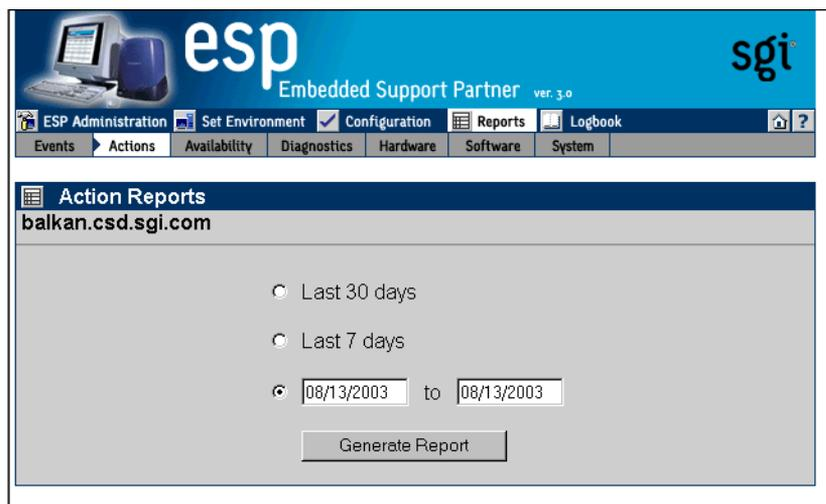 esp
Embedded Support Partner ver. 3.0
sgi
ESP Administration Set Environment Configuration Reports Logbook ?
Events Actions Availability Diagnostics Hardware Software System
Action Reports
balkan.csd.sgi.com
Last 30 days
Last 7 days
08/13/2003 to 08/13/2003
Generate Report